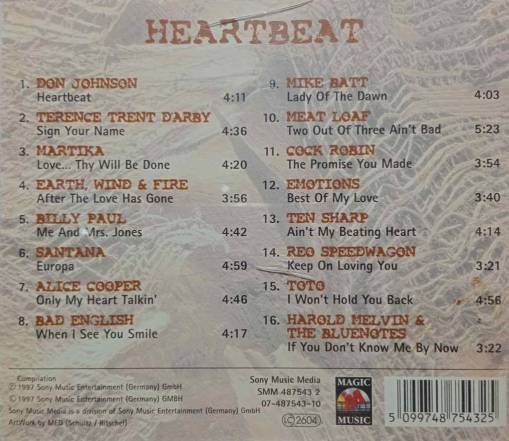 HEARTBEAT
1. DON JOHNSON
Heartbeat 4:11
2. TERENCE TRENT DARBY
Sign Your Name 4:36
3. MARTIKA
Love... Thy Will Be Done 4:20
4. EARTH, WIND & FIRE
After The Love Has Gone 3:56
5. BILLY PAUL
Me And Mrs. Jones 4:42
6. SANTANA
Europa 4:59
7. ALICE COOPER
Only My Heart Talkin' 4:46
8. BAD ENGLISH
When I See You Smile 4:17
9. MIKE BATT
Lady Of The Dawn 4:03
10. MEAT LOAF
Two Out Of Three Ain't Bad 5:23
11. COCK ROBIN
The Promise You Made 3:54
12. EMOTIONS
Best Of My Love 3:40
13. TEN SHARP
Ain't My Beating Heart 4:14
14. REO SPEEDWAGON
Keep On Loving You 3:21
15. TOTO
I Won't Hold You Back 4:56
16. HAROLD MELVIN &
THE BLUENOTES
If You Don't Know Me By Now 3:22
Compilation
℗ 1997 Sony Music Entertainment (Germany) GmbH
© 1997 Sony Music Entertainment (Germany) GMBH
Sony Music Media is a division of Sony Music Entertainment (Germany) GmbH
ArtWork by MED (Schultz / Ritschel)
Sony Music Media
SMM 487543 2
07-487543-10
LC 2604
MAGIC
MUSIC
5 099748 754325